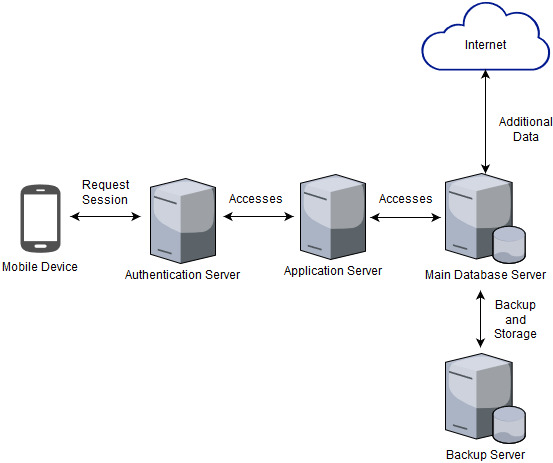 Internet
Additional
Data
Request
Session
Accesses
Accesses
Mobile Device
Authentication Server
Application Server
Main Database Server
Backup
and
Storage
Backup Server